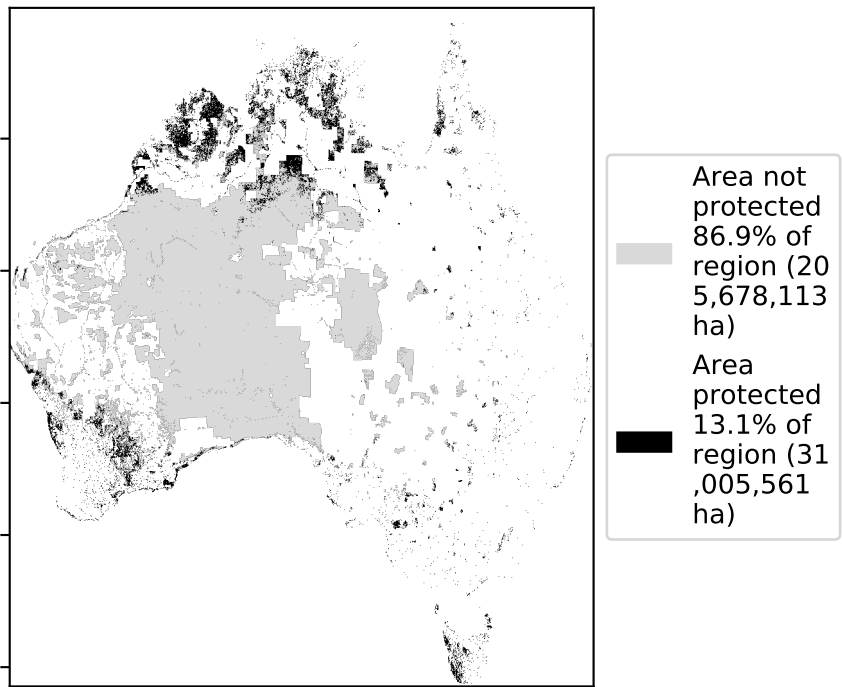 Area not
protected
86.9% of
region (20
5,678,113
ha)
Area
protected
13.1% of
region (31
,005,561
ha)